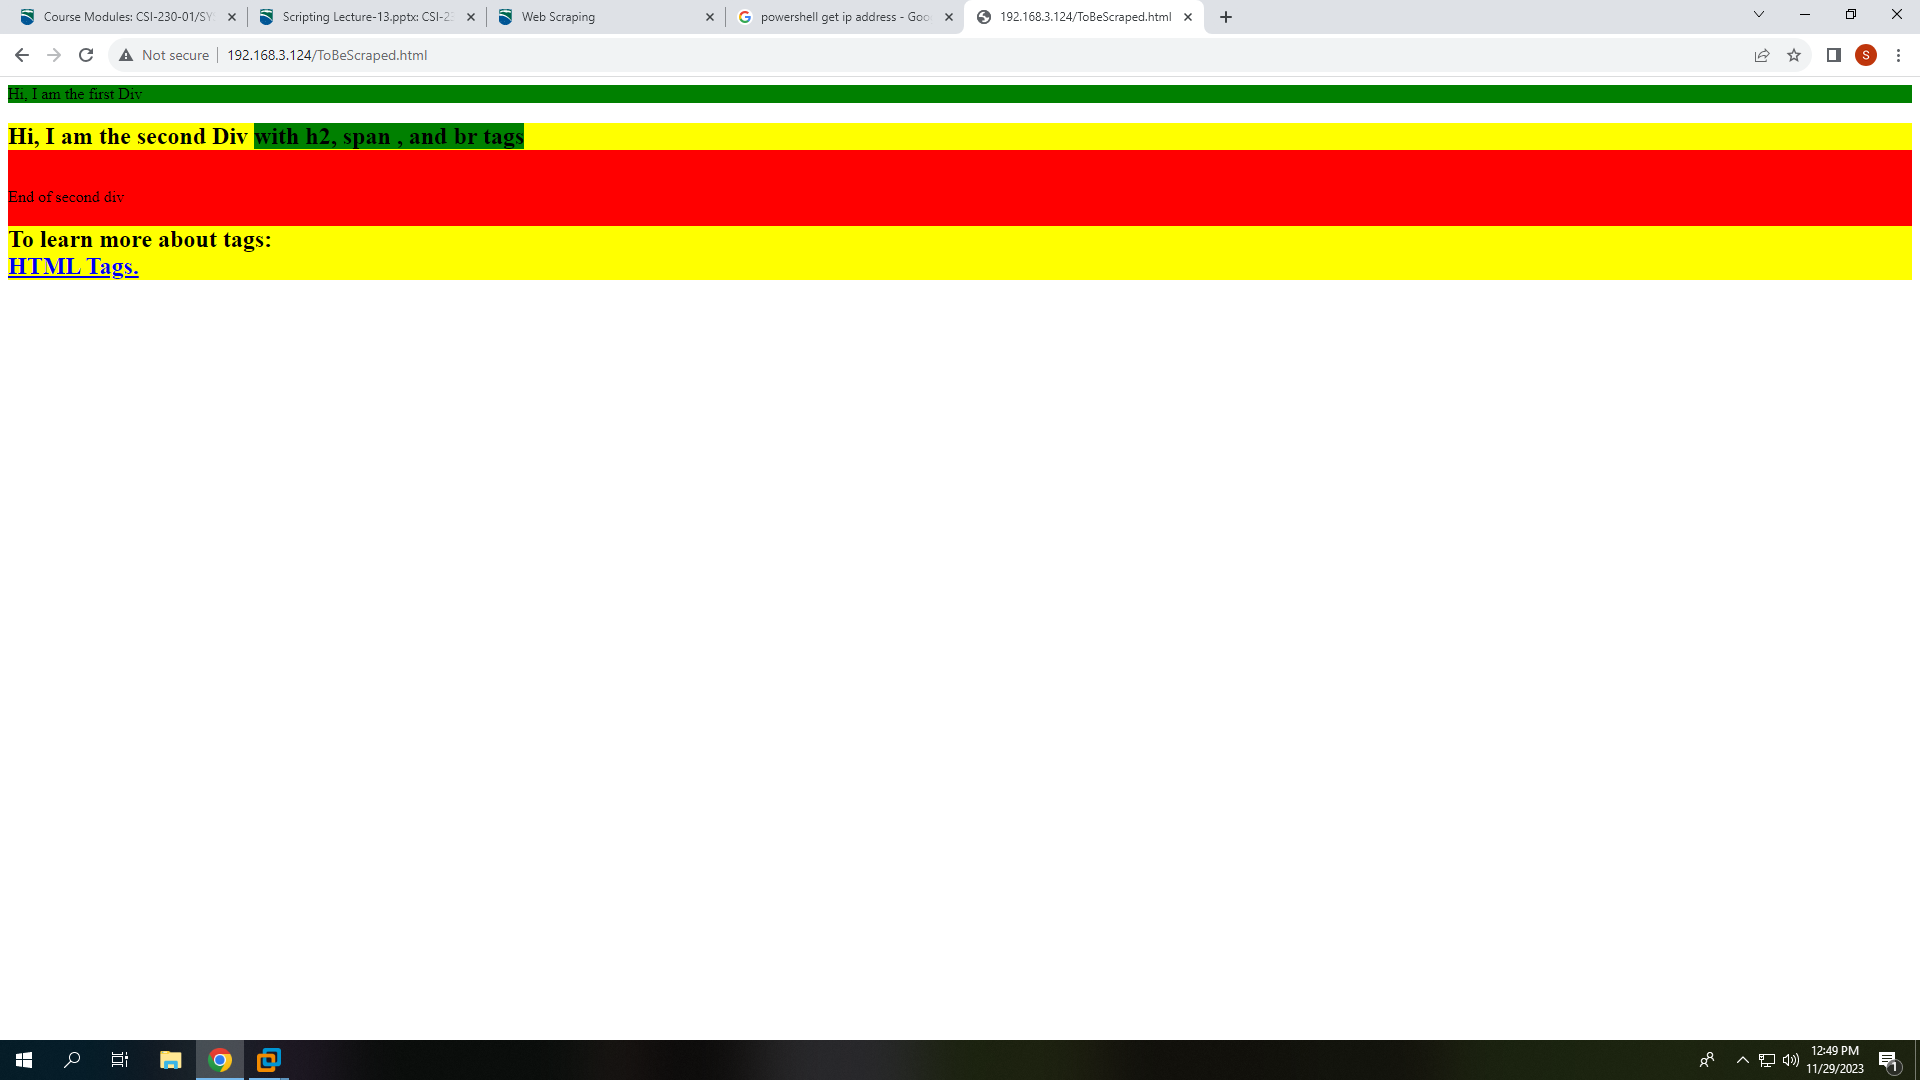 Course Modules: CSI-230-01/SY
Scripting Lecture-13.pptx: CSI-23
Web Scraping
powershell get ip address - Goo
192.168.3.124/ToBeScraped.html
Not secure
192.168.3.124/ToBeScraped.html
S
Hi, I am the first Div
Hi, I am the second Div with h2, span , and br tags
End of second div
To learn more about tags:
HTML Tags.
12:49 PM
11/29/2023
1